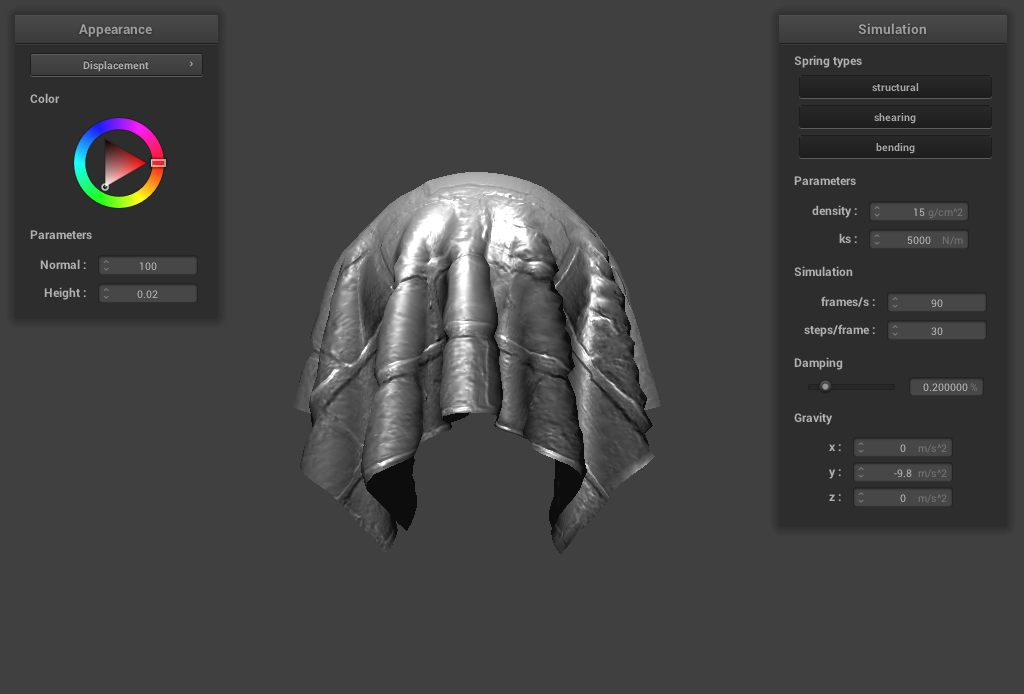 Appearance
Displacement ›
Color
Parameters
Normal : 100
Height : 0.02
Simulation
Spring types
structural
shearing
bending
Parameters
density : 15 g/cm^2
ks : 5000 N/m
Simulation
frames/s : 90
steps/frame : 30
Damping
0.200000 %
Gravity
x : 0 m/s^2
y : -9.8 m/s^2
z : 0 m/s^2